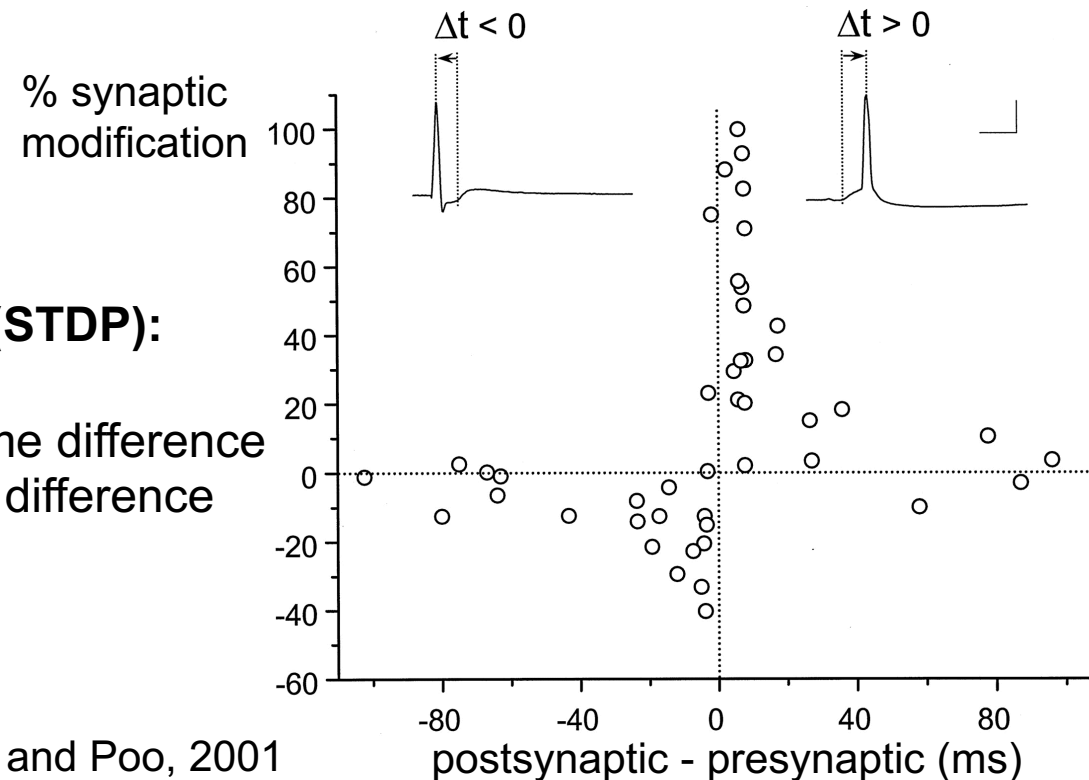 Δt < 0
Δt > 0
% synaptic
modification
100
80
60
40
20
0
-20
-40
-60
(STDP):
difference
difference
-80
-40
0
40
80
and Poo, 2001
postsynaptic - presynaptic (ms)